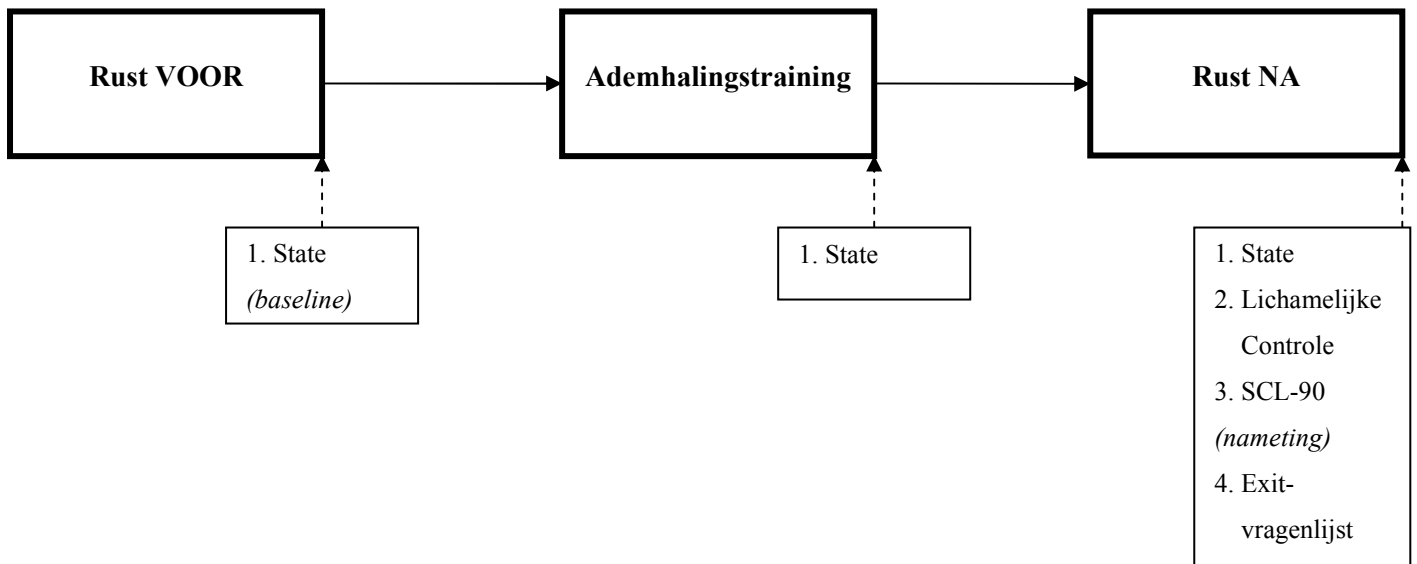 Rust VOOR
Ademhalingstraining
Rust NA
1. State
(baseline)
1. State
1. State
2. Lichamelijke
Controle
3. SCL-90
(nameting)
4. Exit-
vragenlijst